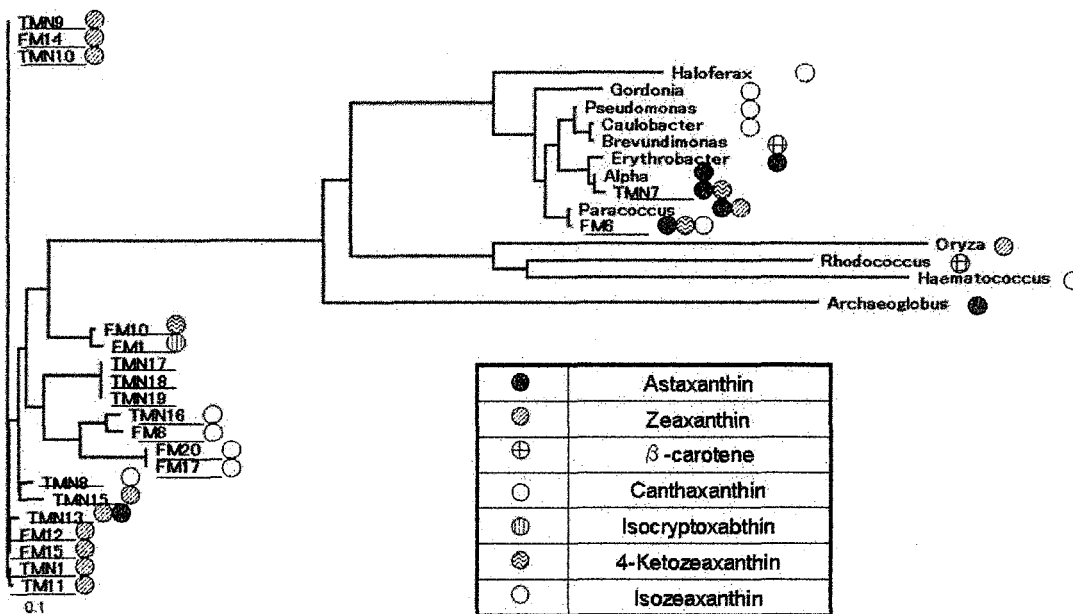 TMN9
FM14
TMN10
Haloferax
Gordonia
Pseudomonas
Caulobacter
Brevundimonas
Erythrobacter
Alpha
TMN7
Paracoccus
FM6
Oryza
Rhodococcus
Haematococcus
Archaeoglobus
FM10
FM1
TMN17
TMN18
TMN19
TMN16
FM8
FM20
FM17
TMN8
TMN15
TMN13
FM12
FM15
TMN1
TM11
0.1
Astaxanthin
Zeaxanthin
β-carotene
Canthaxanthin
Isocryptoxabthin
4-Ketozeaxanthin
Isozeaxanthin